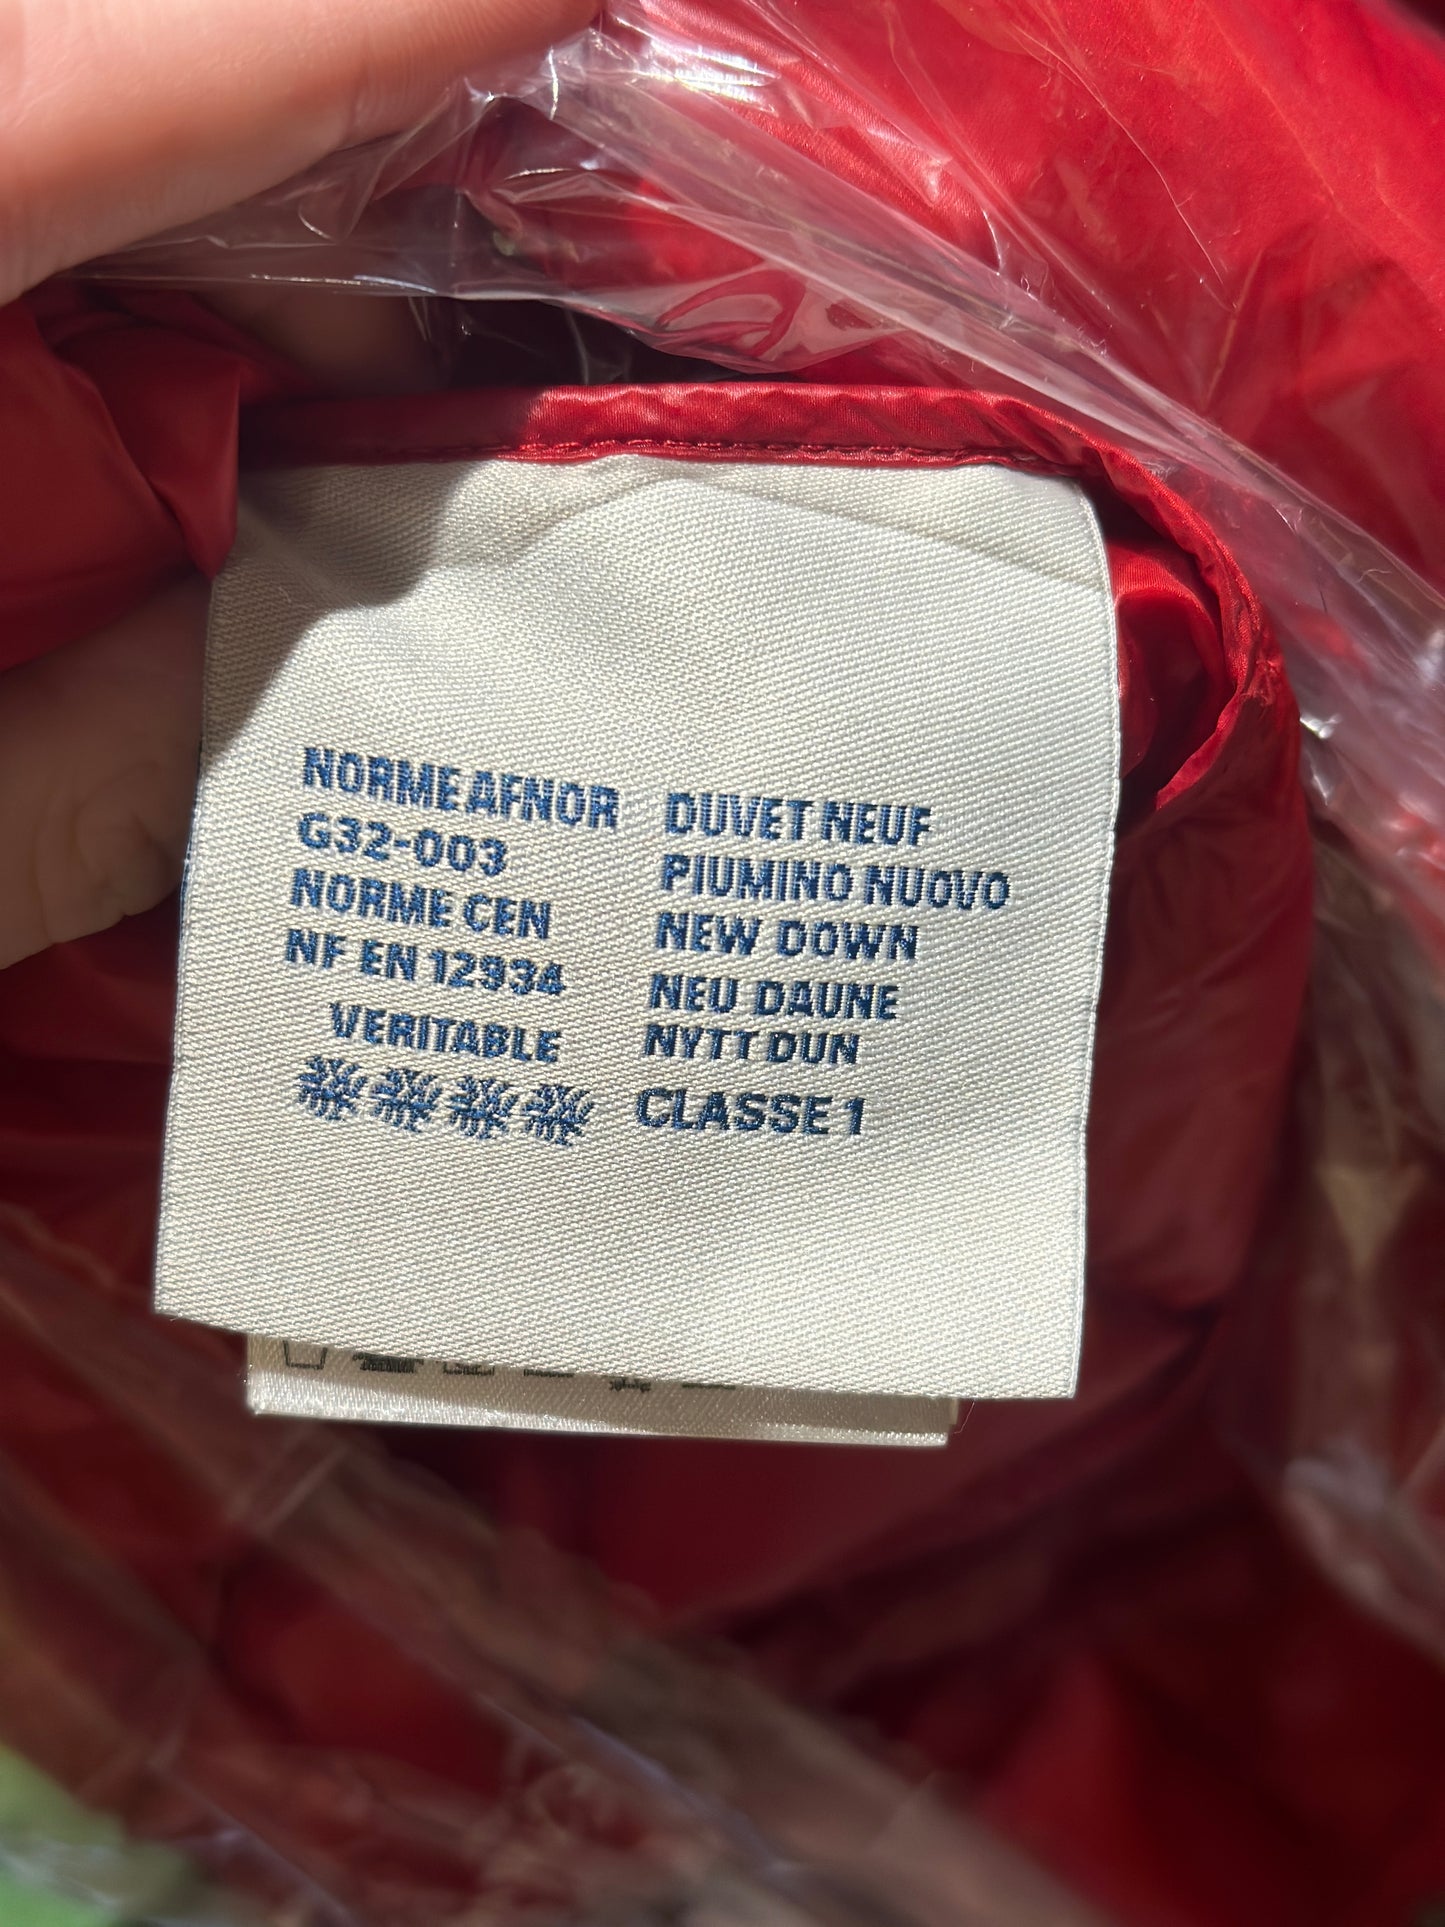 NORME AFNOR
G32-003
NORME CEN
NF EN 12934
VERITABLE
DUVET NEUF
PIUMINO NUOVO
NEW DOWN
NEU DAUNE
NYTT DUN
CLASSE 1